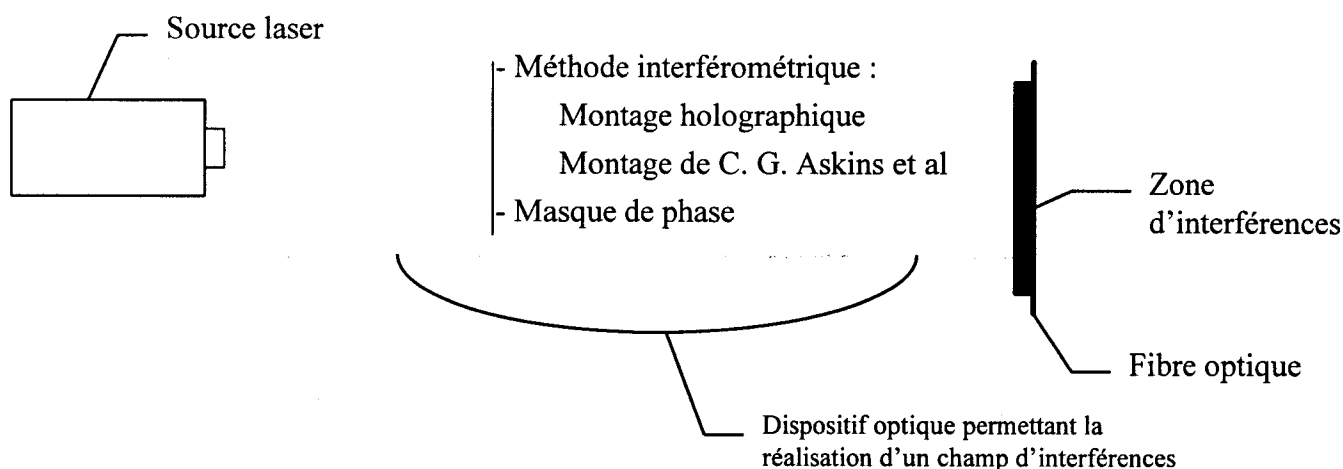 Source laser
- Méthode interférométrique :
Montage holographique
Montage de C. G. Askins et al
- Masque de phase
Zone
d'interférences
Fibre optique
Dispositif optique permettant la
réalisation d'un champ d'interférences